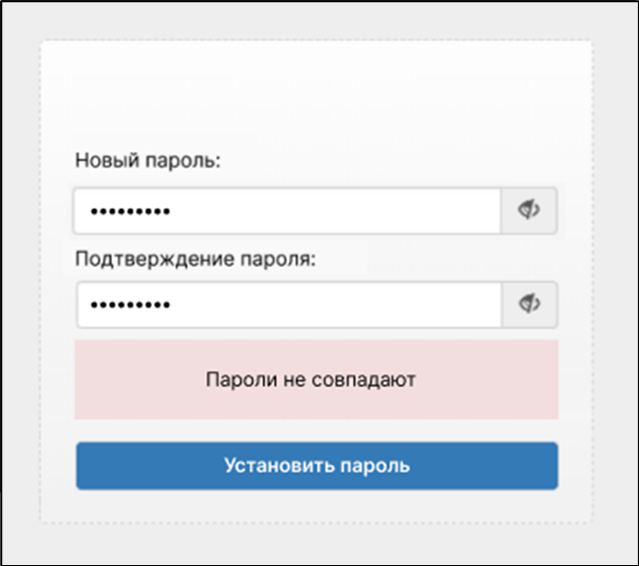 Новый пароль:
•••••••••
Подтверждение пароля:
•••••••••
Пароли не совпадают
Установить пароль